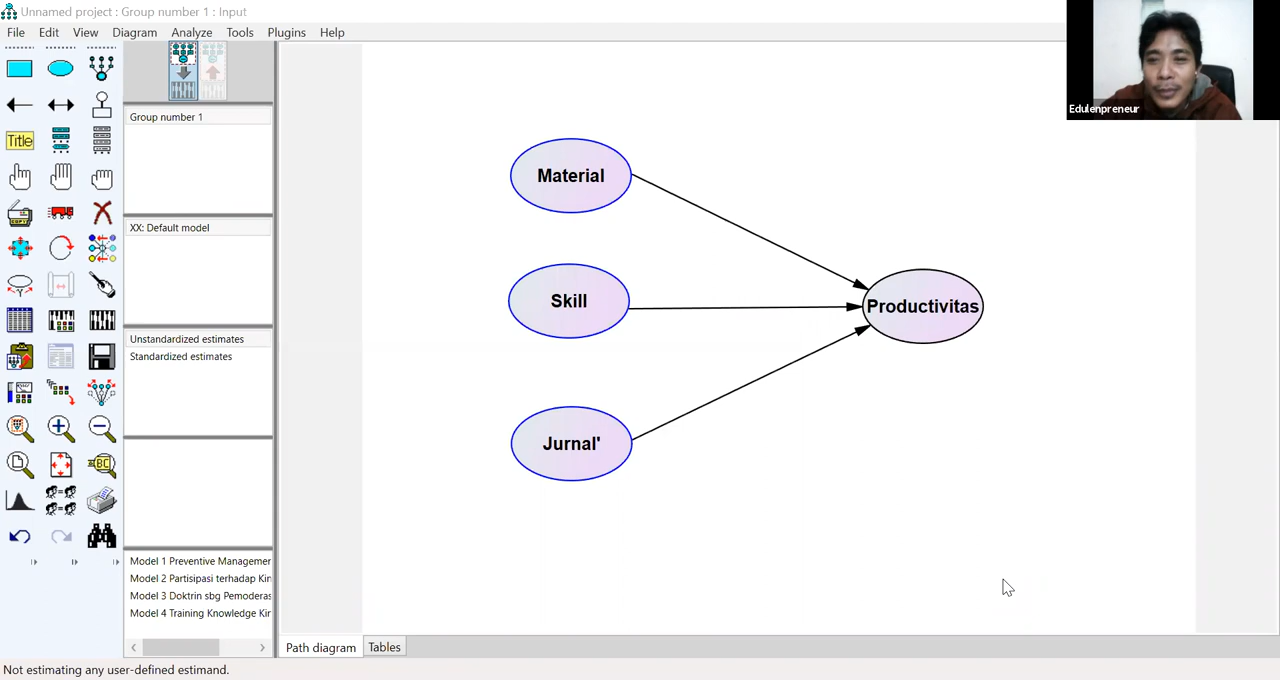 Unnamed project : Group number 1 : Input
File Edit View Diagram Analyze Tools Plugins Help
Edulenpreneur
Title
Group number 1
XX: Default model
Unstandardized estimates
Standardized estimates
Material
Skill
Jurnal'
Productivitas
COPY
BC
Model 1 Preventive Managemer
Model 2 Partisipasi terhadap Kin
Model 3 Doktrin sbg Pemoderas
Model 4 Training Knowledge Kir
Path diagram Tables
Not estimating any user-defined estimand.